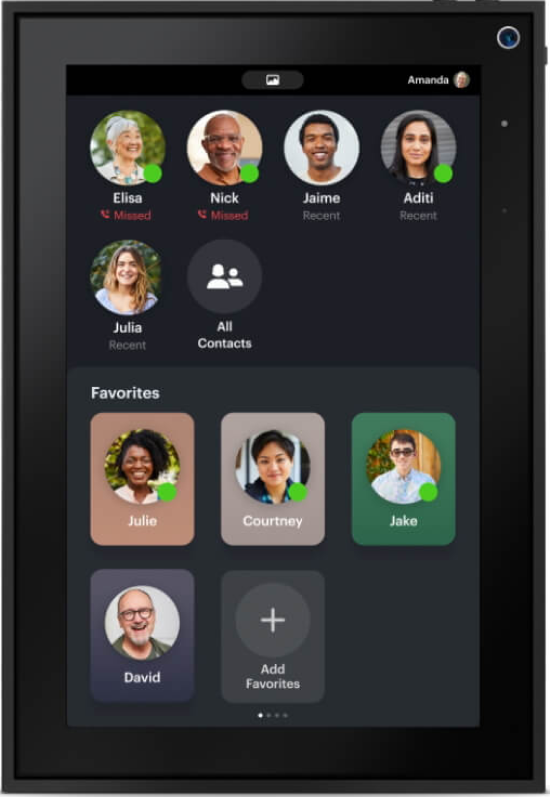 Amanda
Elisa
Missed
Nick
Missed
Jaime
Recent
Aditi
Recent
Julia
Recent
All
Contacts
Favorites
Julie
Courtney
Jake
David
Add
Favorites